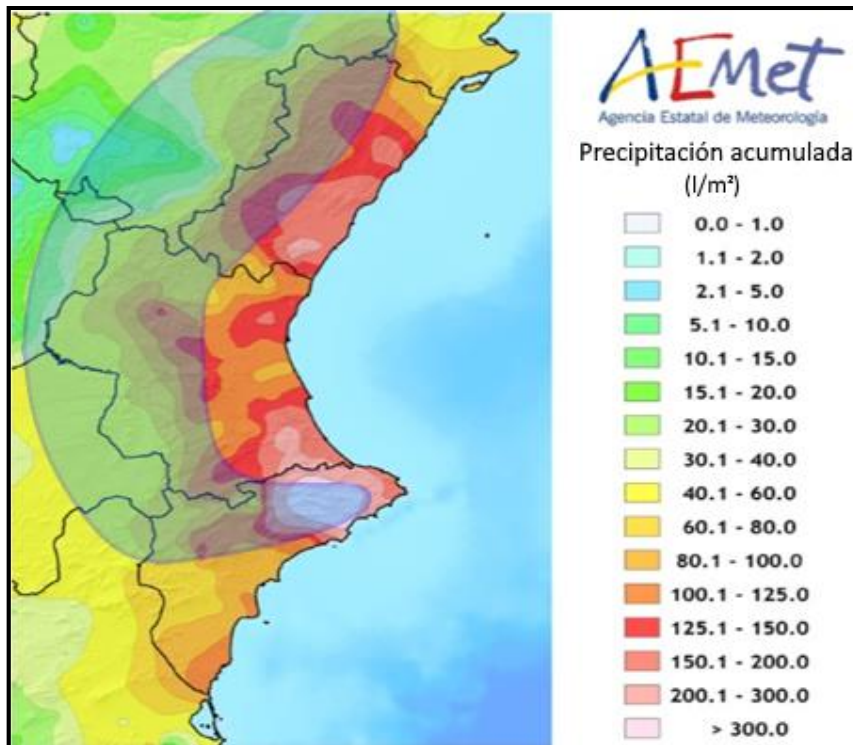 AEMet
Agencia Estatal de Meteorología
Precipitación acumulada
(l/m²)
0.0 - 1.0
1.1 - 2.0
2.1 - 5.0
5.1 - 10.0
10.1 - 15.0
15.1 - 20.0
20.1 - 30.0
30.1 - 40.0
40.1 - 60.0
60.1 - 80.0
80.1 - 100.0
100.1 - 125.0
125.1 - 150.0
150.1 - 200.0
200.1 - 300.0
> 300.0